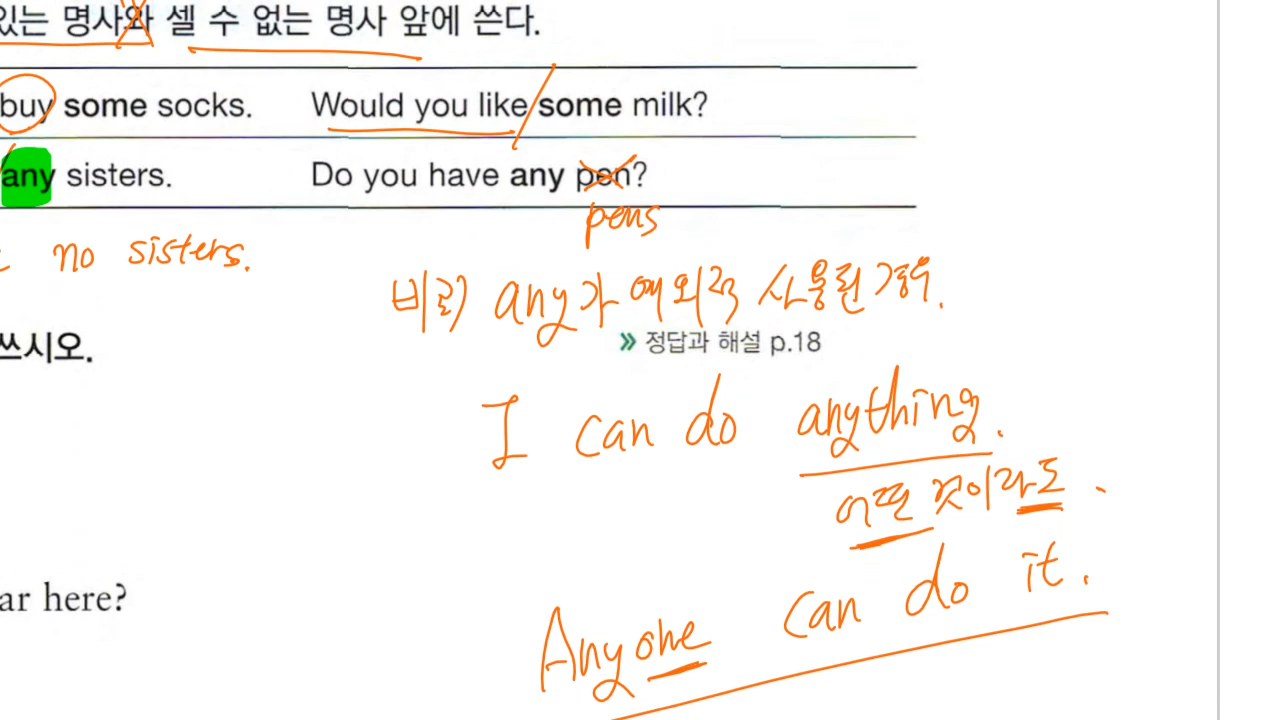 있는 명사와 셀 수 없는 명사 앞에 쓴다.
buy some socks. Would you like some milk?
any sisters. Do you have any pen?
pens
no sisters.
any가 예외적 사용된 경우.
쓰시오.
» 정답과 해설 p.18
I can do anything.
어떤 것이라도.
ar here?
Anyone can do it.